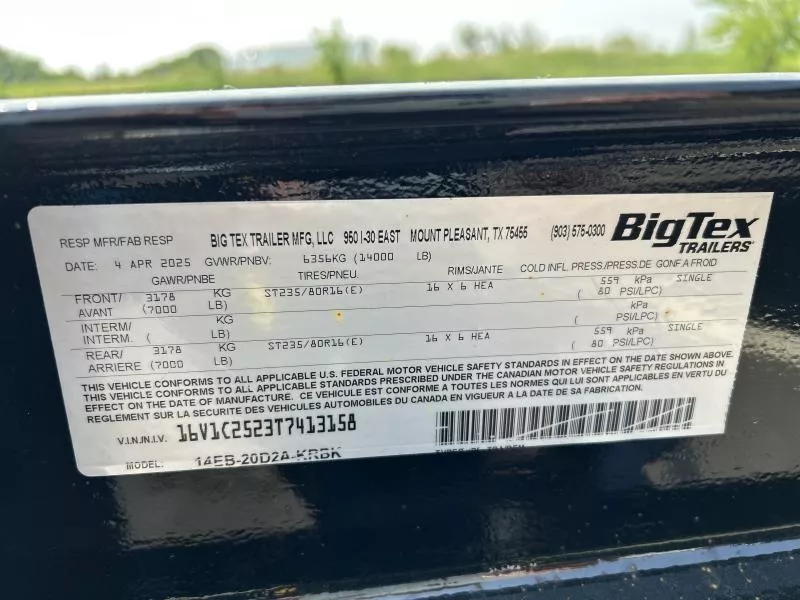 RESP MFR/FAB RESP BIG TEX TRAILER MFG, LLC 950 I-30 EAST MOUNT PLEASANT, TX 75455 (903) 575-0300 BigTex TRAILERS
DATE: 4 APR 2025 GVWR/PNBV: 6356KG (14000 LB)
GAWR/PNBE TIRES/PNEU. RIMS/JANTE COLD INFL. PRESS/PRESS.DE GONF A FROID
FRONT/ 3178 KG ST235/80R16(E) 16 X 6 HEA 559 kPa SINGLE
AVANT (7000 LB) ( 80 PSI/LPC)
INTERM/ KG kPa
INTERM. ( LB) ( PSI/LPC)
REAR/ 3178 KG ST235/80R16(E) 16 X 6 HEA 559 kPa SINGLE
ARRIERE (7000 LB) ( 80 PSI/LPC)
THIS VEHICLE CONFORMS TO ALL APPLICABLE U.S. FEDERAL MOTOR VEHICLE SAFETY STANDARDS IN EFFECT ON THE DATE SHOWN ABOVE.
THIS VEHICLE CONFORMS TO ALL APPLICABLE STANDARDS PRESCRIBED UNDER THE CANADIAN MOTOR VEHICLE SAFETY REGULATIONS IN
EFFECT ON THE DATE OF MANUFACTURE. CE VEHICULE EST CONFORME A TOUTES LES NORMES QUI LUI SONT APPLICABLES EN VERTU DU
REGLEMENT SUR LA SECURITE DES VEHICULES AUTOMOBILES DU CANADA EN VIGUEUR A LA DATE DE SA FABRICATION.
V.I.N./N.I.V. 16V1C2523T7413158
MODEL: 14EB-20D2A-KRBK